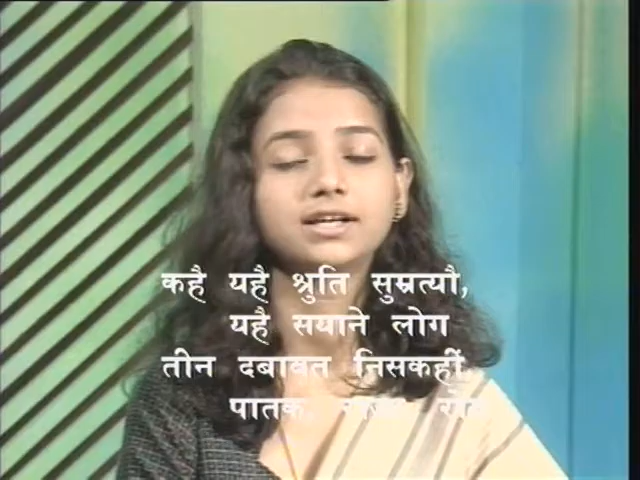 कहै यहै श्रुति सुम्रत्यौ,
यहै सयाने लोग
तीन दबावत निसकहीं
पातक,